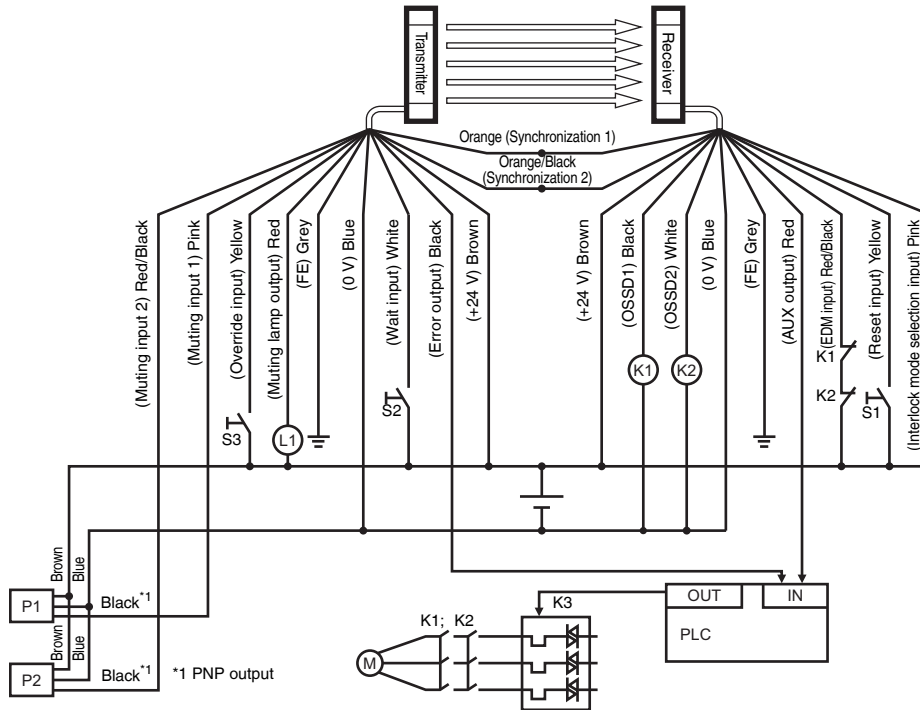 Transmitter
Receiver
Orange (Synchronization 1)
Orange/Black
(Synchronization 2)
(Muting input 2) Red/Black
(Muting input 1) Pink
(Override input) Yellow
(Muting lamp output) Red
(FE) Grey
(0 V) Blue
(Wait input) White
(Error output) Black
(+24 V) Brown
(+24 V) Brown
(OSSD1) Black
(OSSD2) White
(0 V) Blue
(FE) Grey
(AUX output) Red
(EDM input) Red/Black
(Reset input) Yellow
(Interlock mode selection input) Pink
S3
L1
S2
K1
K2
K1
K2
S1
Brown
Blue
P1
Black*1
Brown
Blue
P2
Black*1
*1 PNP output
K1; K2
M
K3
OUT
IN
PLC